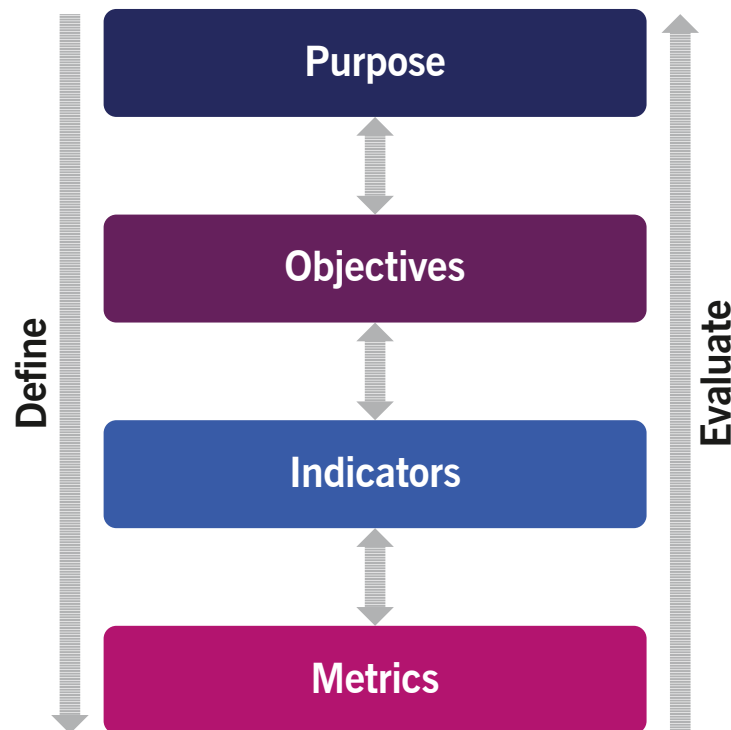 Purpose
Objectives
Define
Evaluate
Indicators
Metrics